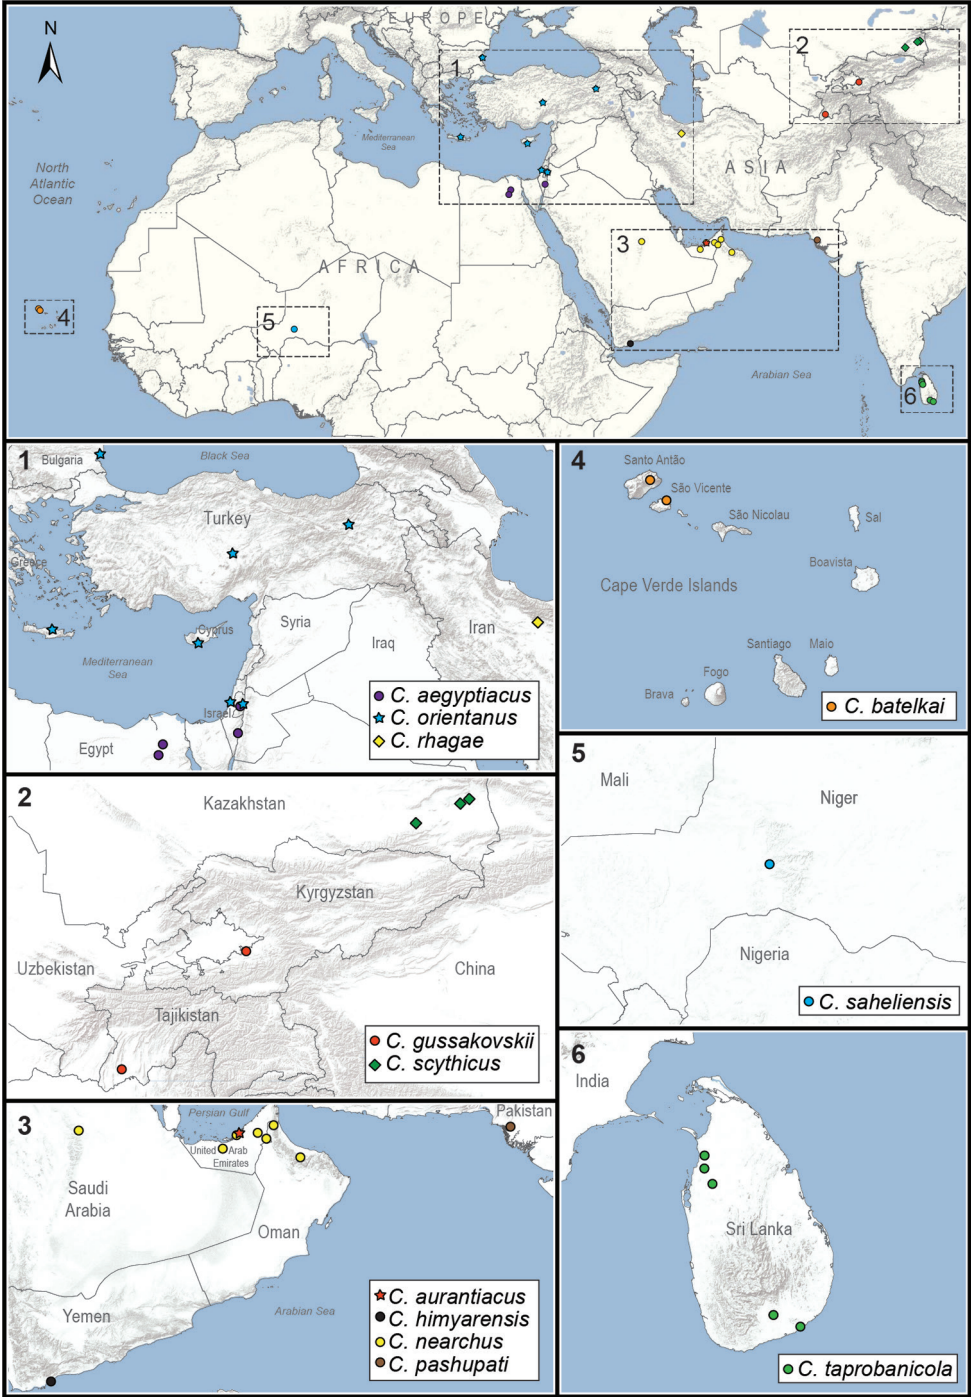 N
EUROPE
1
2
Mediterranean
Sea
North
Atlantic
Ocean
ASIA
3
AFRICA
4
5
Arabian Sea
6
1
Bulgaria
Black Sea
Turkey
Greece
Cyprus
Syria
Iraq
Iran
Mediterranean
Sea
Israel
Egypt
C. aegyptiacus
C. orientanus
C. rhagae
4
Santo Antão
São Vicente
São Nicolau
Sal
Boavista
Cape Verde Islands
Santiago
Maio
Fogo
Brava
C. batelkai
2
Kazakhstan
Kyrgyzstan
Uzbekistan
China
Tajikistan
C. gussakovskii
C. scythicus
5
Mali
Niger
Nigeria
C. saheliensis
3
Persian Gulf
Pakistan
United Arab
Emirates
Saudi
Arabia
Oman
Yemen
Arabian Sea
C. aurantiacus
C. himyarensis
C. nearchus
C. pashupati
6
India
Sri Lanka
C. taprobanicola